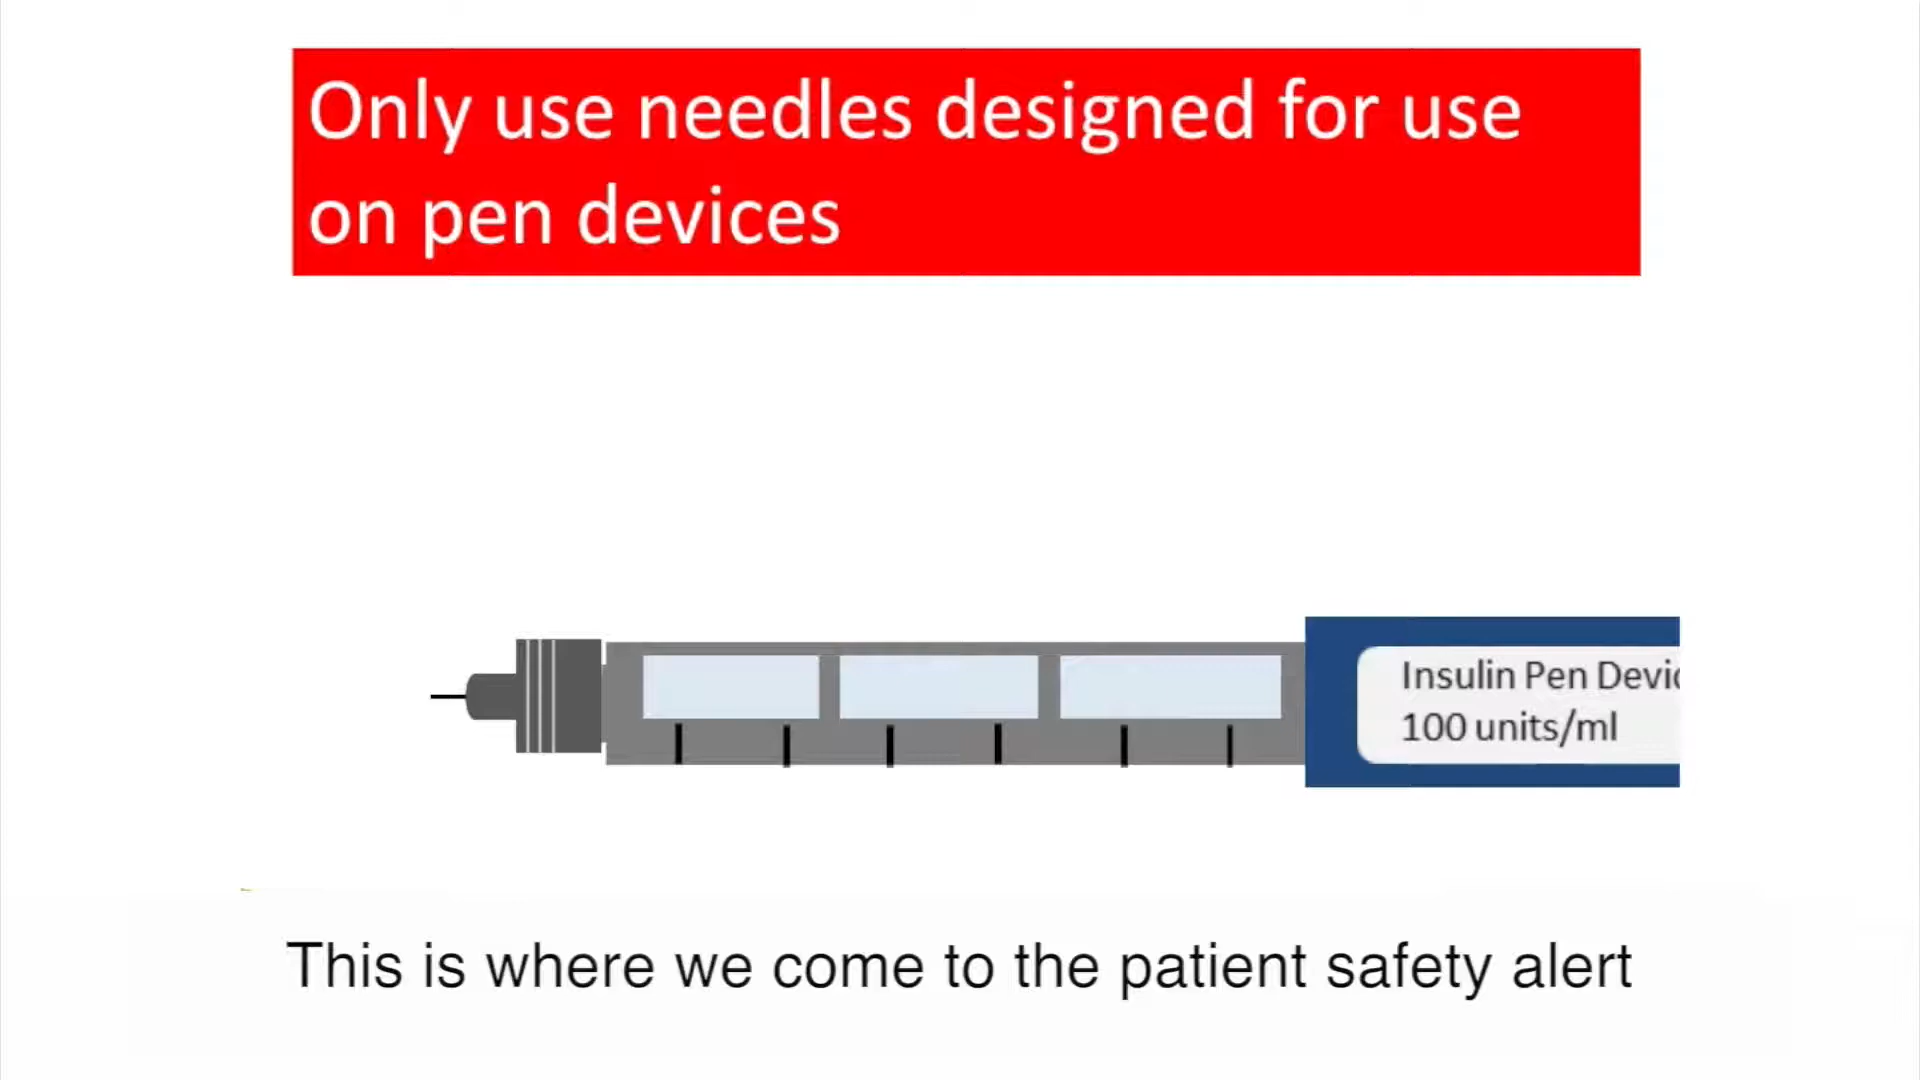 Only use needles designed for use
on pen devices
Insulin Pen Devic
100 units/ml
This is where we come to the patient safety alert